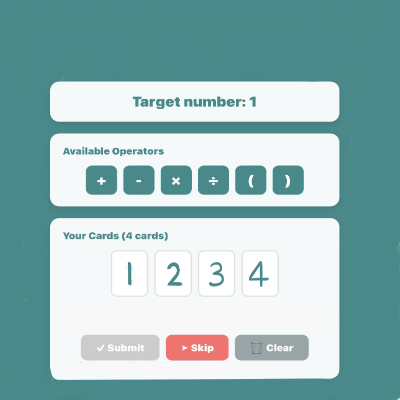 Target number: 1
Available Operators
+ - × ÷ ( )
Your Cards (4 cards)
1 2 3 4
✓ Submit ➤ Skip Clear